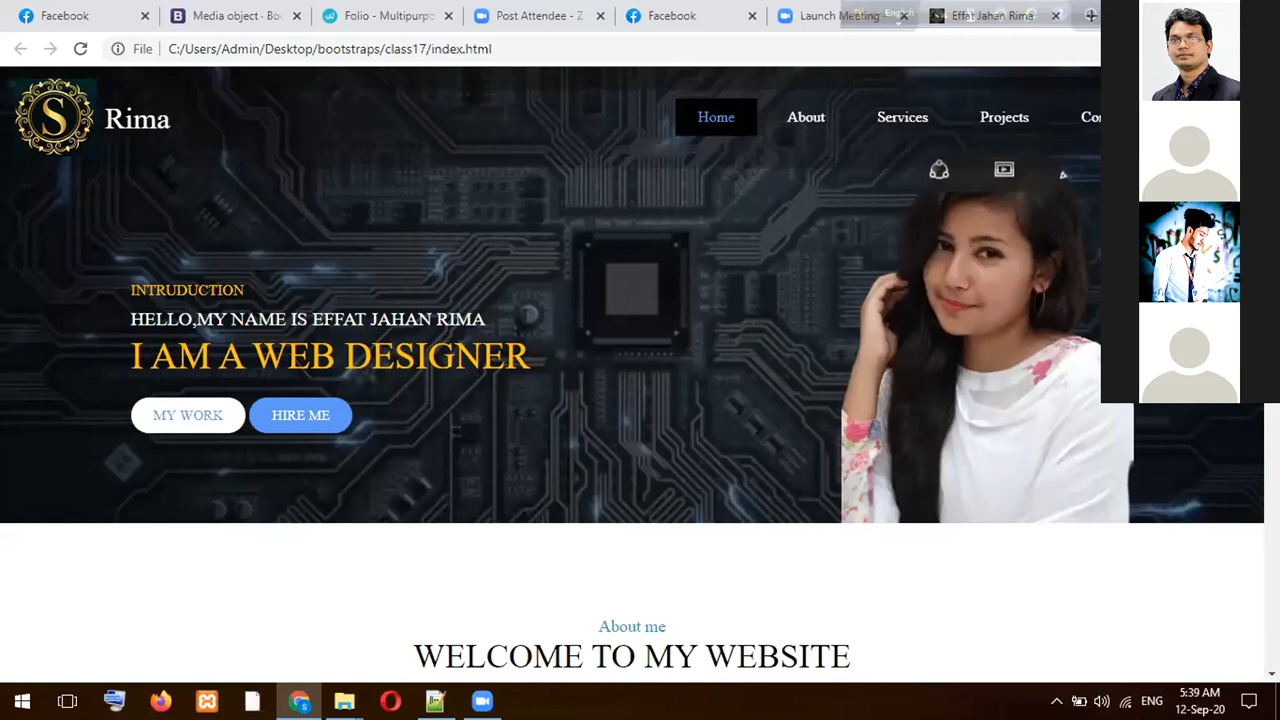 Facebook
Media object · Boo
Folio - Multipurpo
Post Attendee - Z
Facebook
Launch Meeting
English
Effat Jahan Rima
File
C:/Users/Admin/Desktop/bootstraps/class17/index.html
S
Rima
Home
About
Services
Projects
Co
INTRUDUCTION
HELLO,MY NAME IS EFFAT JAHAN RIMA
I AM A WEB DESIGNER
MY WORK
HIRE ME
About me
WELCOME TO MY WEBSITE
ENG
5:39 AM
12-Sep-20